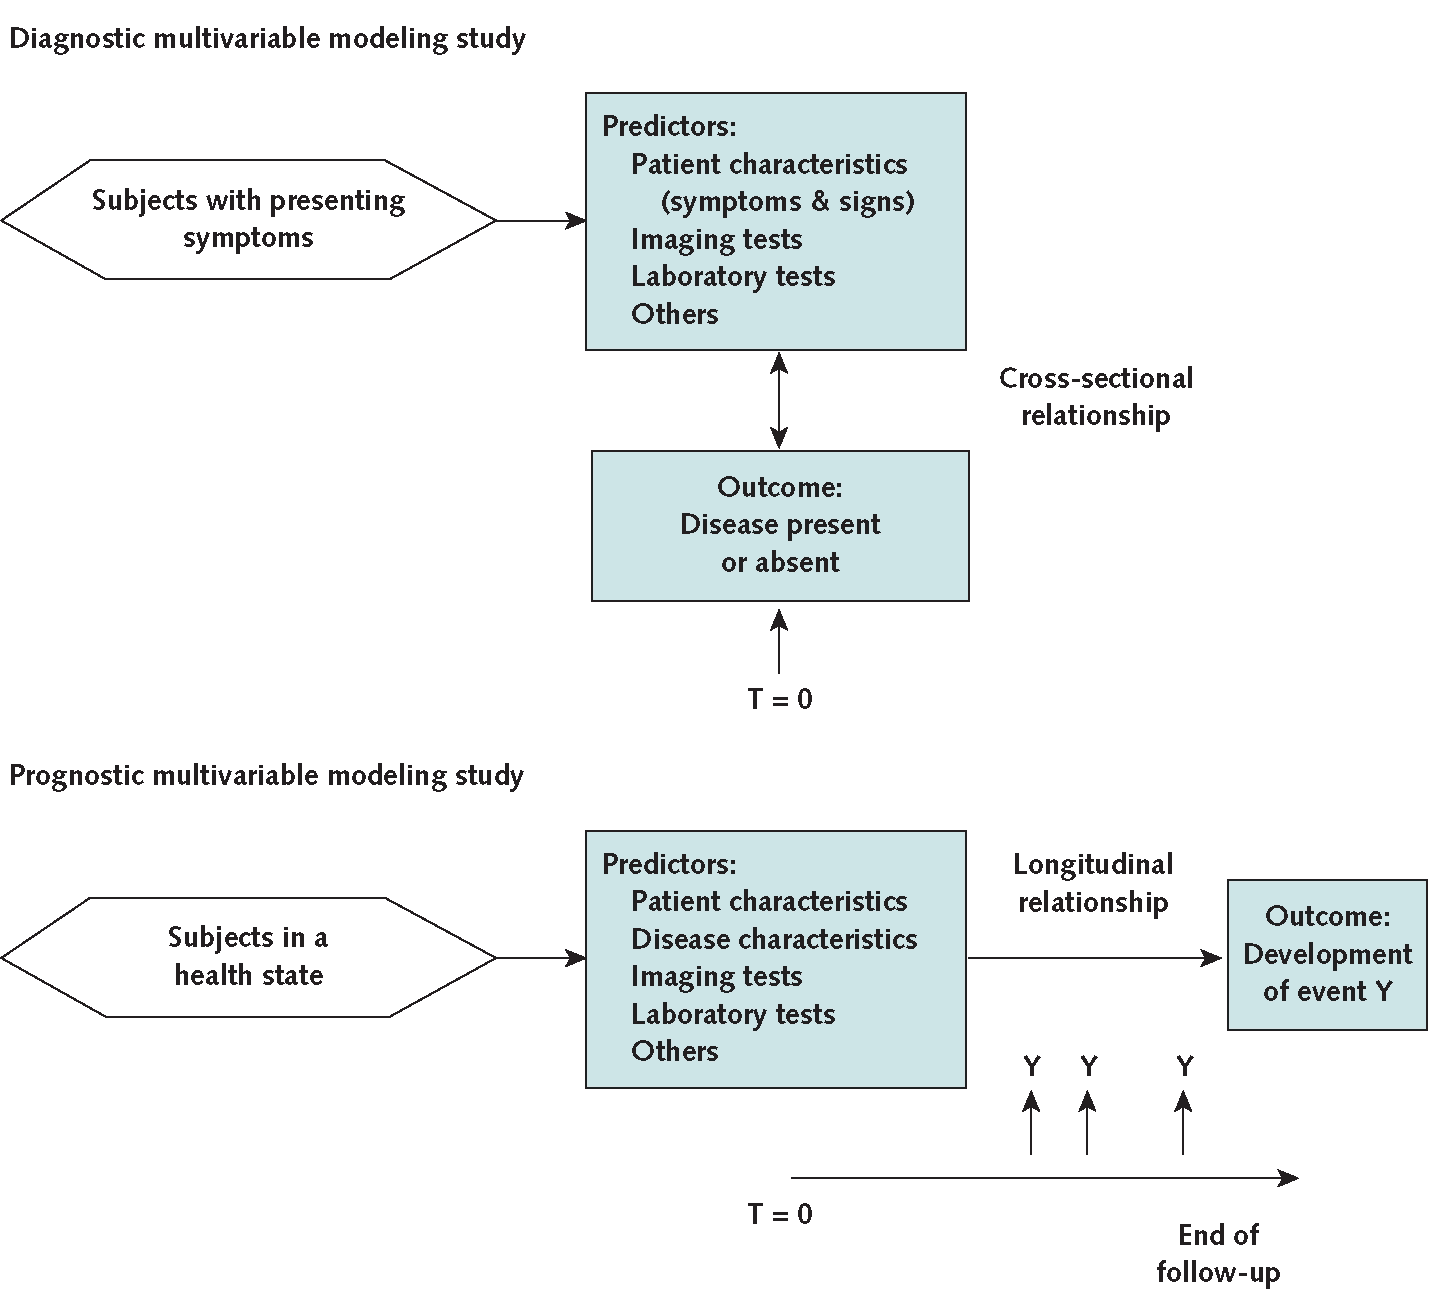 Diagnostic multivariable modeling study
Subjects with presenting
symptoms
Predictors:
Patient characteristics
(symptoms & signs)
Imaging tests
Laboratory tests
Others
Cross-sectional
relationship
Outcome:
Disease present
or absent
T = 0
Prognostic multivariable modeling study
Subjects in a
health state
Predictors:
Patient characteristics
Disease characteristics
Imaging tests
Laboratory tests
Others
Longitudinal
relationship
Outcome:
Development
of event Y
Y Y Y
T = 0
End of
follow-up